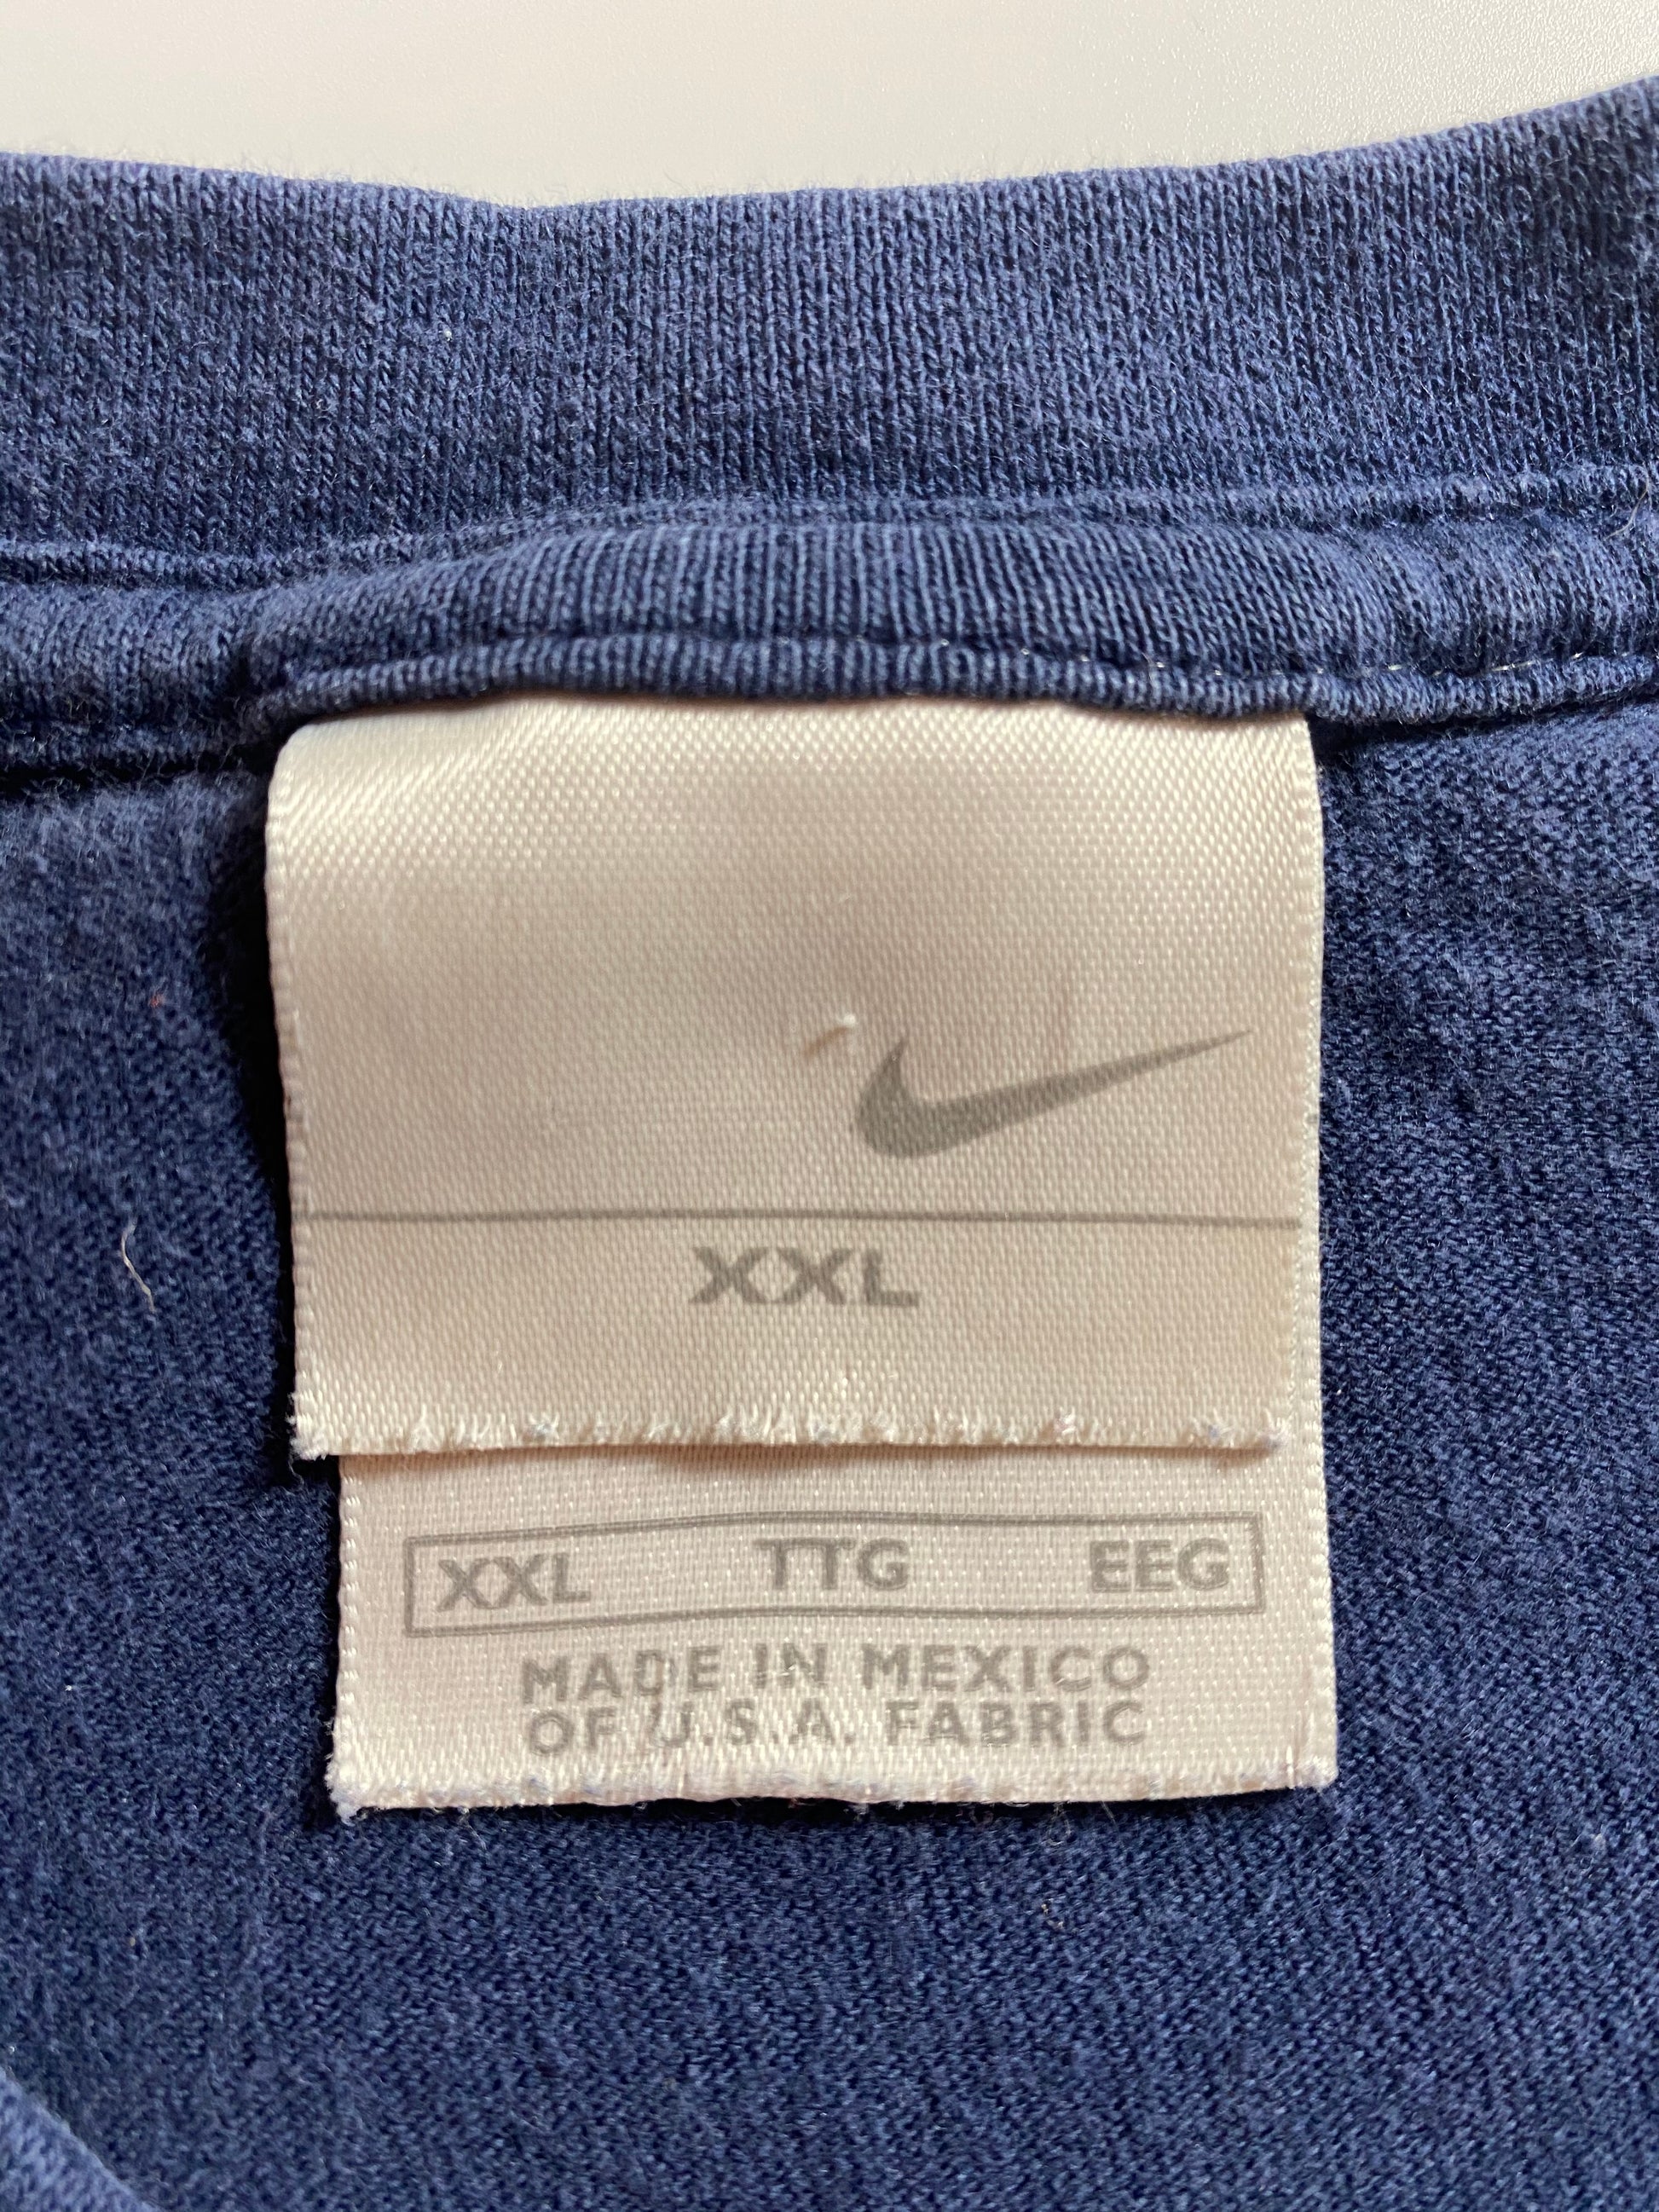 XXL
XXL TTG EEG
MADE IN MEXICO
OF U.S.A. FABRIC